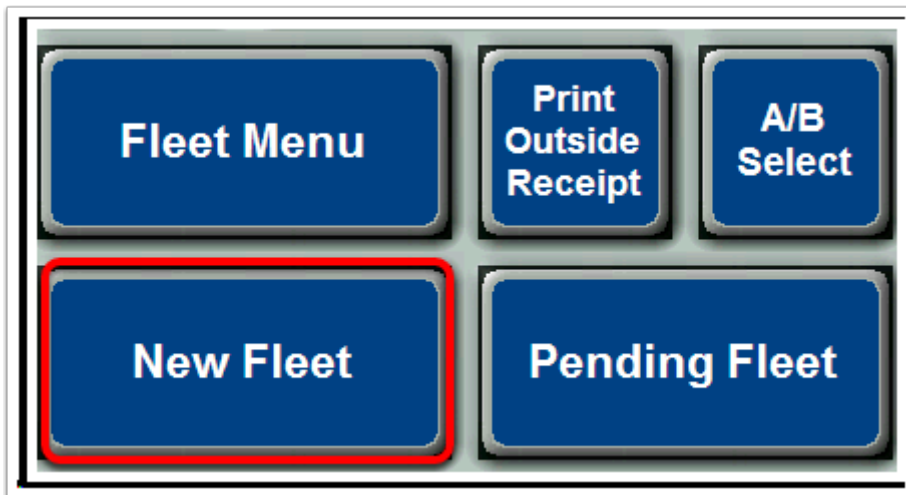 Fleet Menu
Print
Outside
Receipt
A/B
Select
New Fleet
Pending Fleet